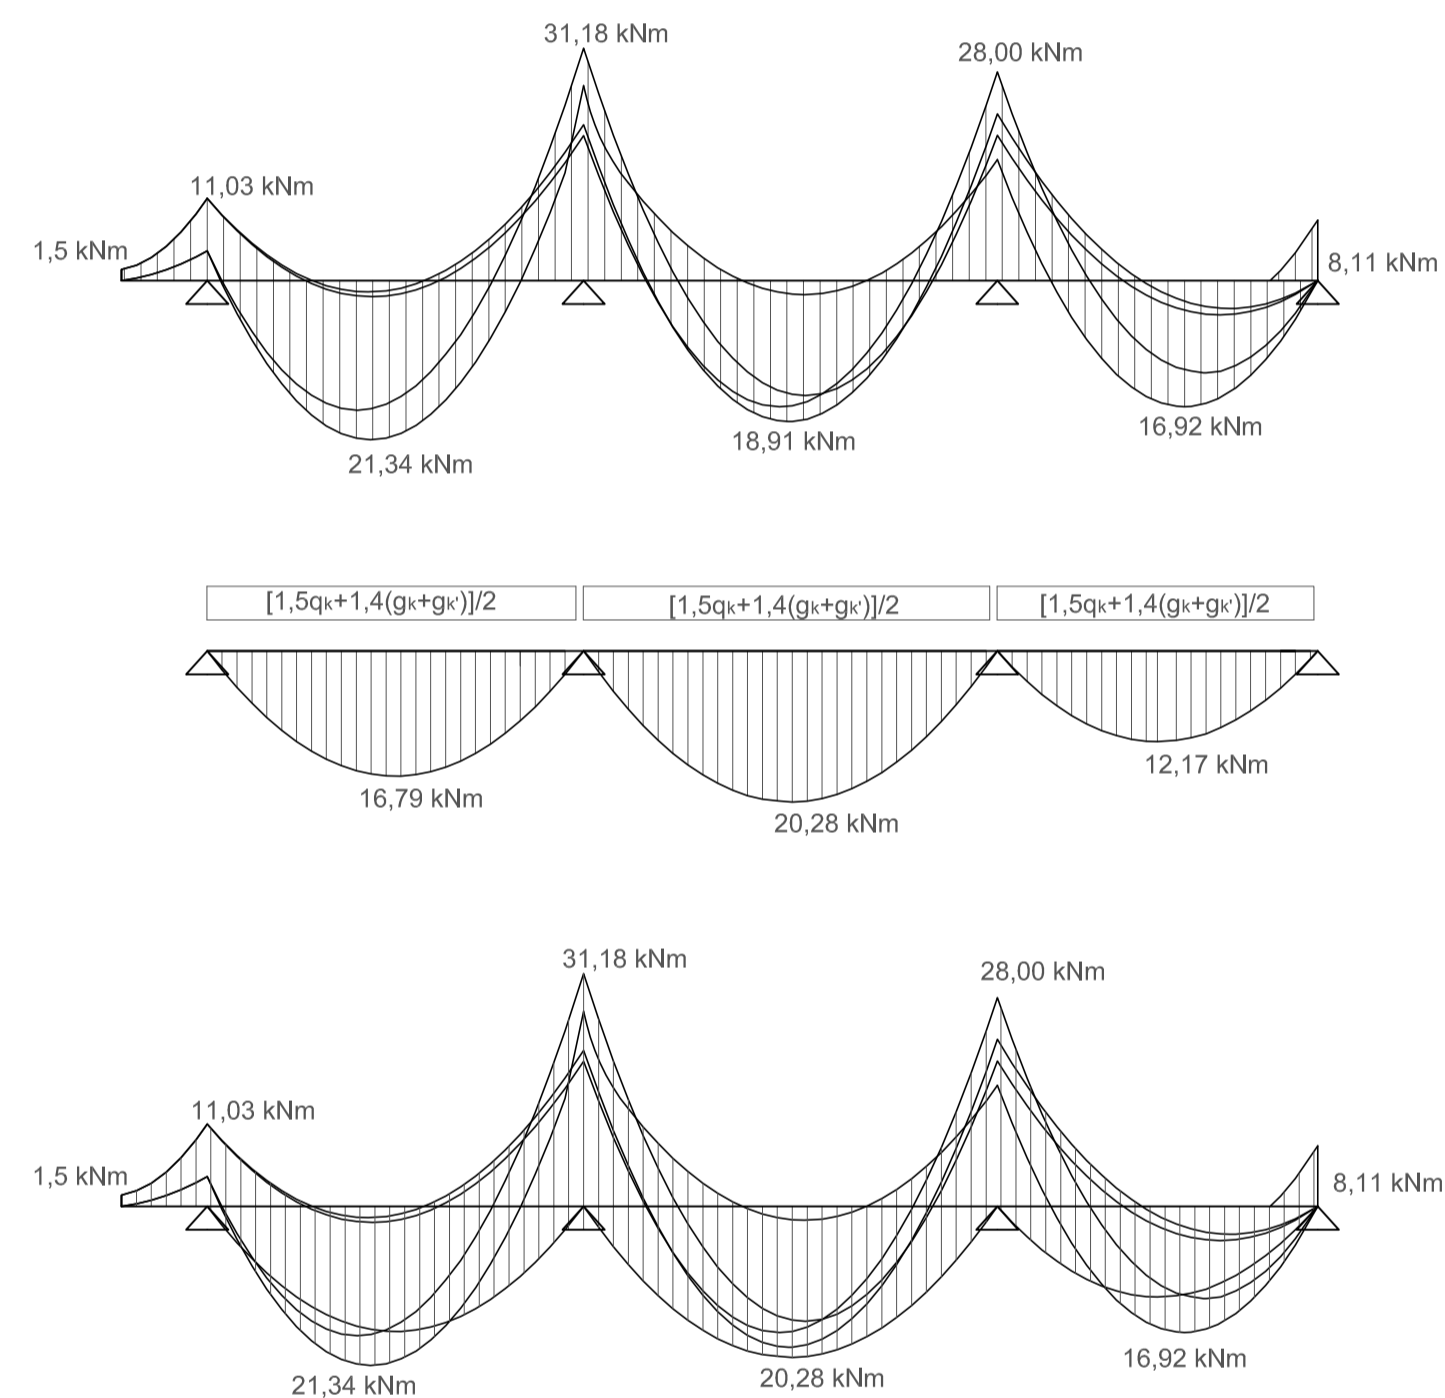 31,18 kNm
28,00 kNm
11,03 kNm
1,5 kNm
8,11 kNm
18,91 kNm
16,92 kNm
21,34 kNm
[1,5qk+1,4(gk+gk')]/2
[1,5qk+1,4(gk+gk')]/2
[1,5qk+1,4(gk+gk')]/2
12,17 kNm
16,79 kNm
20,28 kNm
31,18 kNm
28,00 kNm
11,03 kNm
1,5 kNm
8,11 kNm
16,92 kNm
20,28 kNm
21,34 kNm